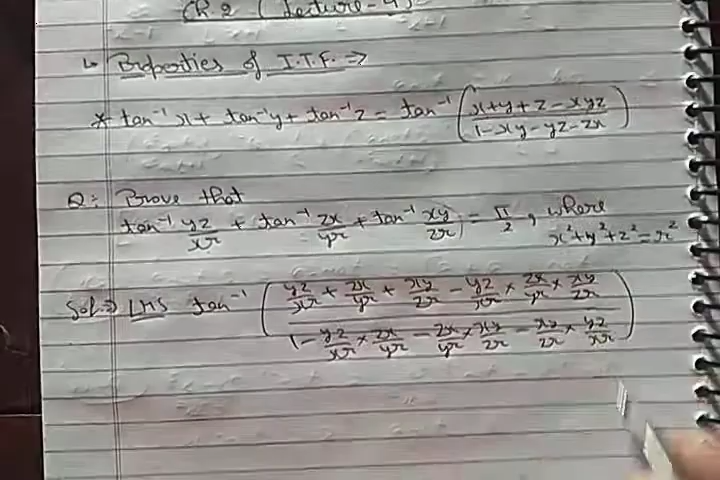 Ch 2 (Lecture-4)
↳ Properties of I.T.F. ⇒
* tan⁻¹ x + tan⁻¹ y + tan⁻¹ z = tan⁻¹ ( (x+y+z-xyz)/(1-xy-yz-zx) )
Q: Prove that
tan⁻¹ yz/xr + tan⁻¹ zx/yr + tan⁻¹ xy/zr = π/2, where
x²+y²+z²=r²
Sol. ⇒ LHS tan⁻¹ ( (yz/xr + zx/yr + xy/zr - yz/xr × zx/yr × xy/zr)/(1 - yz/xr × zx/yr - zx/yr × xy/zr - xy/zr × yz/xr) )